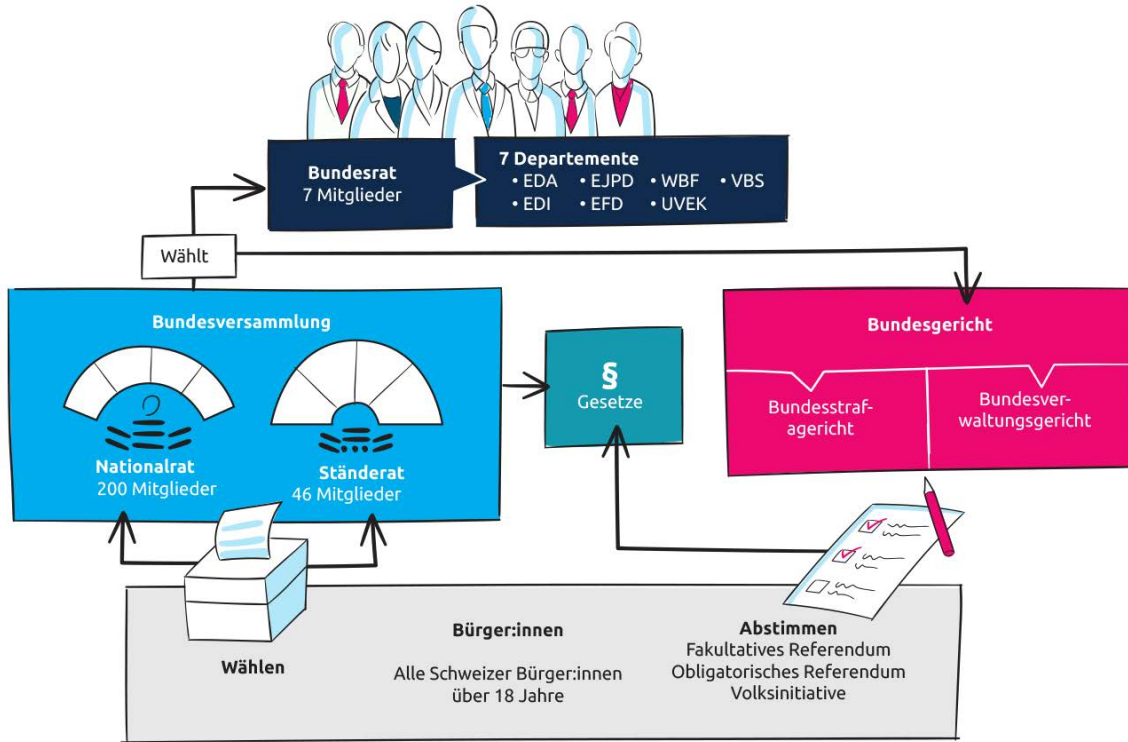 Bundesrat
7 Mitglieder
7 Departemente
• EDA • EJPD • WBF • VBS
• EDI • EFD • UVEK
Wählt
Bundesversammlung
Nationalrat
200 Mitglieder
Ständerat
46 Mitglieder
§
Gesetze
Bundesgericht
Bundesstraf-
agericht
Bundesver-
waltungsgericht
Wählen
Bürger:innen
Alle Schweizer Bürger:innen
über 18 Jahre
Abstimmen
Fakultatives Referendum
Obligatorisches Referendum
Volksinitiative